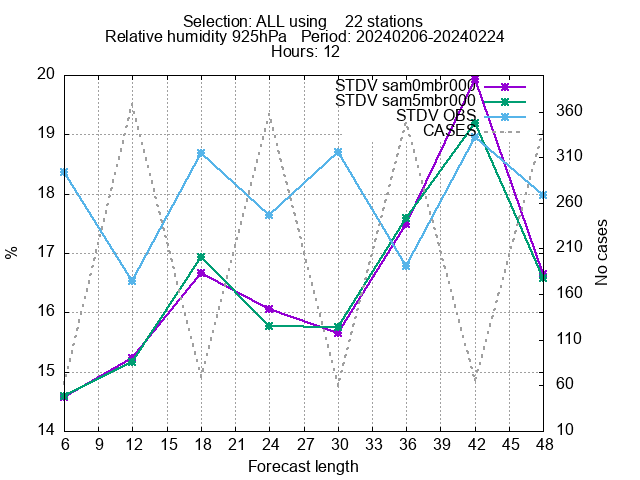 Selection: ALL using    22 stations
Relative humidity 925hPa   Period: 20240206-20240224
Hours: 12
STDV sam0mbr000
STDV sam5mbr000
STDV OBS
CASES
20
19
18
17
16
15
14
%
360
310
260
210
160
110
60
10
No cases
6 9 12 15 18 21 24 27 30 33 36 39 42 45 48
Forecast length